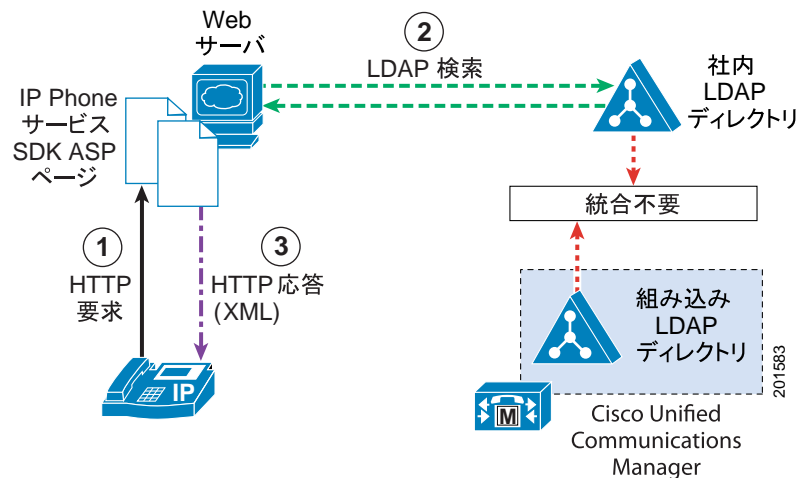 Web
サーバ
2
LDAP 検索
社内
LDAP
ディレクトリ
IP Phone
サービス
SDK ASP
ページ
統合不要
1
HTTP
要求
3
HTTP 応答
(XML)
組み込み
LDAP
ディレクトリ
IP
M
Cisco Unified
Communications
Manager
201583